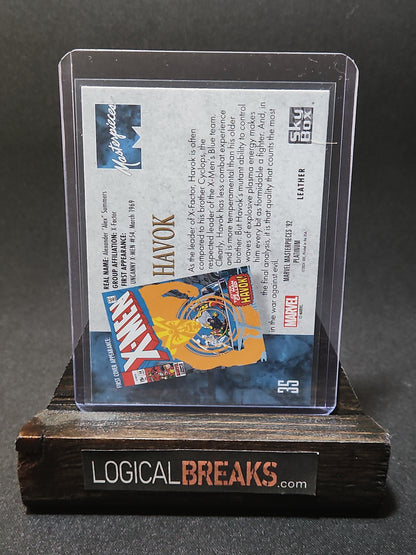 Masterpieces
REAL NAME: Alexander "Alex" Summers
GROUP AFFILIATION: X-Factor
FIRST APPEARANCE:
UNCANNY X-MEN #54, March 1969
HAVOK
As the leader of X-Factor, Havok is often
compared to his brother Cyclops, the
respected leader of the X-Men's Blue team.
Clearly, Havok has less combat experience
and is more temperamental than his older
brother. But Havok's mutant ability to control
waves of explosive plasma energy makes
him every bit as formidable a fighter. And, in
the final analysis, it is that quality that counts the most
in the war against evil.
SkyBox
LEATHER
MARVEL MASTERPIECES '92
PLATINUM
MARVEL
FIRST COVER APPEARANCE:
X-MEN
HAVOK!
35
LOGICALBREAKS.com